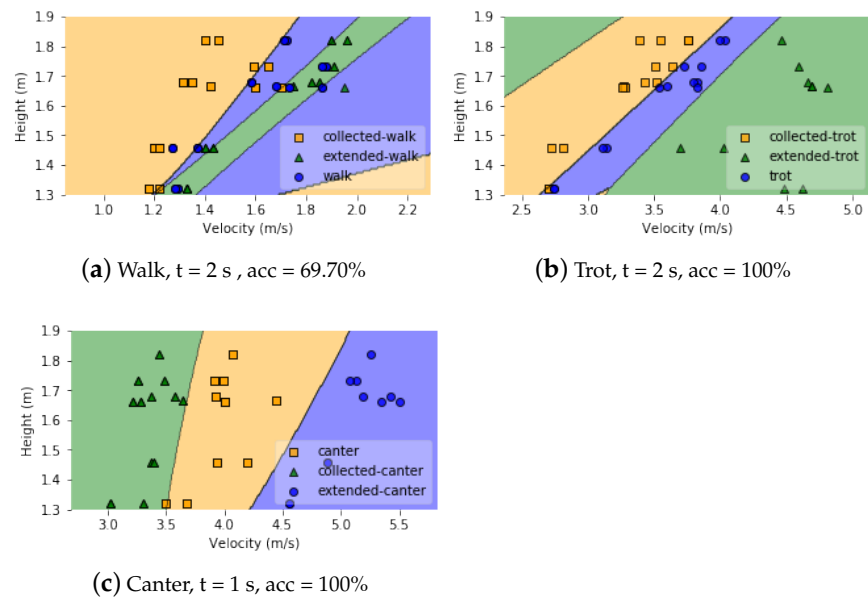 1.9
1.8
1.7
1.6
1.5
1.4
1.3
Height (m)
collected-walk
extended-walk
walk
1.0 1.2 1.4 1.6 1.8 2.0 2.2
Velocity (m/s)
(a) Walk, t = 2 s , acc = 69.70%
1.9
1.8
1.7
1.6
1.5
1.4
1.3
Height (m)
collected-trot
extended-trot
trot
2.5 3.0 3.5 4.0 4.5 5.0
Velocity (m/s)
(b) Trot, t = 2 s, acc = 100%
1.9
1.8
1.7
1.6
1.5
1.4
1.3
Height (m)
canter
collected-canter
extended-canter
3.0 3.5 4.0 4.5 5.0 5.5
Velocity (m/s)
(c) Canter, t = 1 s, acc = 100%